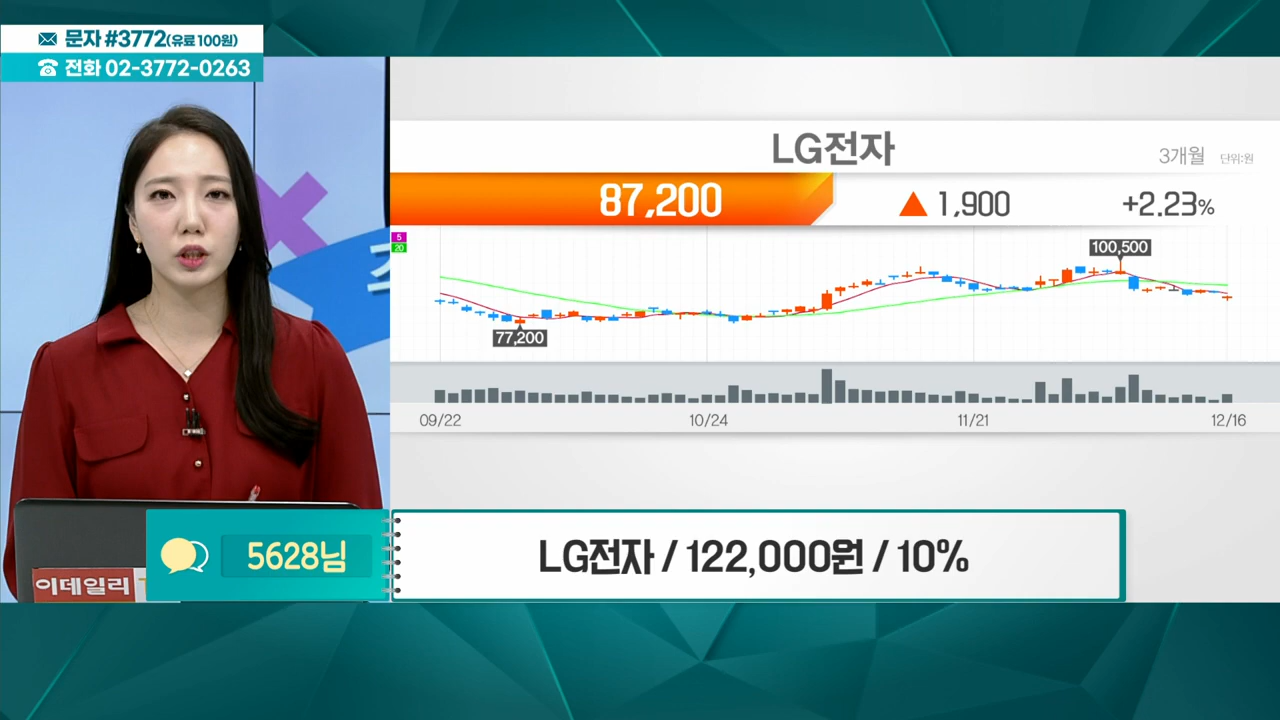 문자 #3772(유료 100원)
전화 02-3772-0263
LG전자
3개월 단위:원
87,200 ▲ 1,900 +2.23%
5
20
100,500
77,200
09/22 10/24 11/21 12/16
5628님
LG전자 / 122,000원 / 10%
이데일리